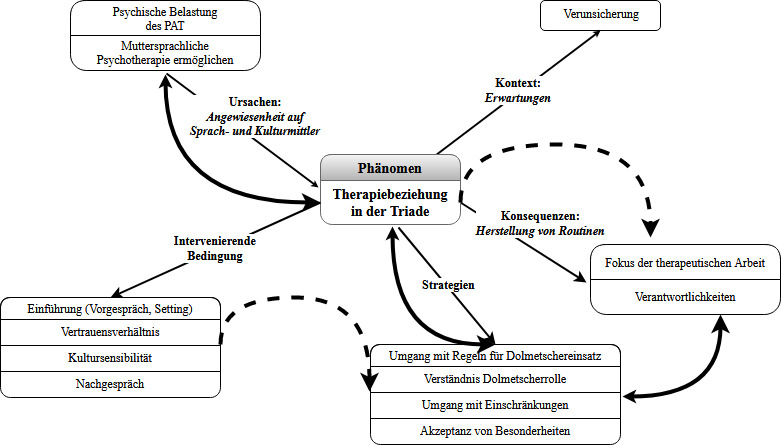 Psychische Belastung
des PAT
Muttersprachliche
Psychotherapie ermöglichen
Verunsicherung
Kontext:
Erwartungen
Ursachen:
Angewiesenheit auf
Sprach- und Kulturmittler
Phänomen
Therapiebeziehung
in der Triade
Konsequenzen:
Herstellung von Routinen
Intervenierende
Bedingung
Fokus der therapeutischen Arbeit
Verantwortlichkeiten
Strategien
Einführung (Vorgespräch, Setting)
Vertrauensverhältnis
Kultursensibilität
Nachgespräch
Umgang mit Regeln für Dolmetschereinsatz
Verständnis Dolmetscherrolle
Umgang mit Einschränkungen
Akzeptanz von Besonderheiten